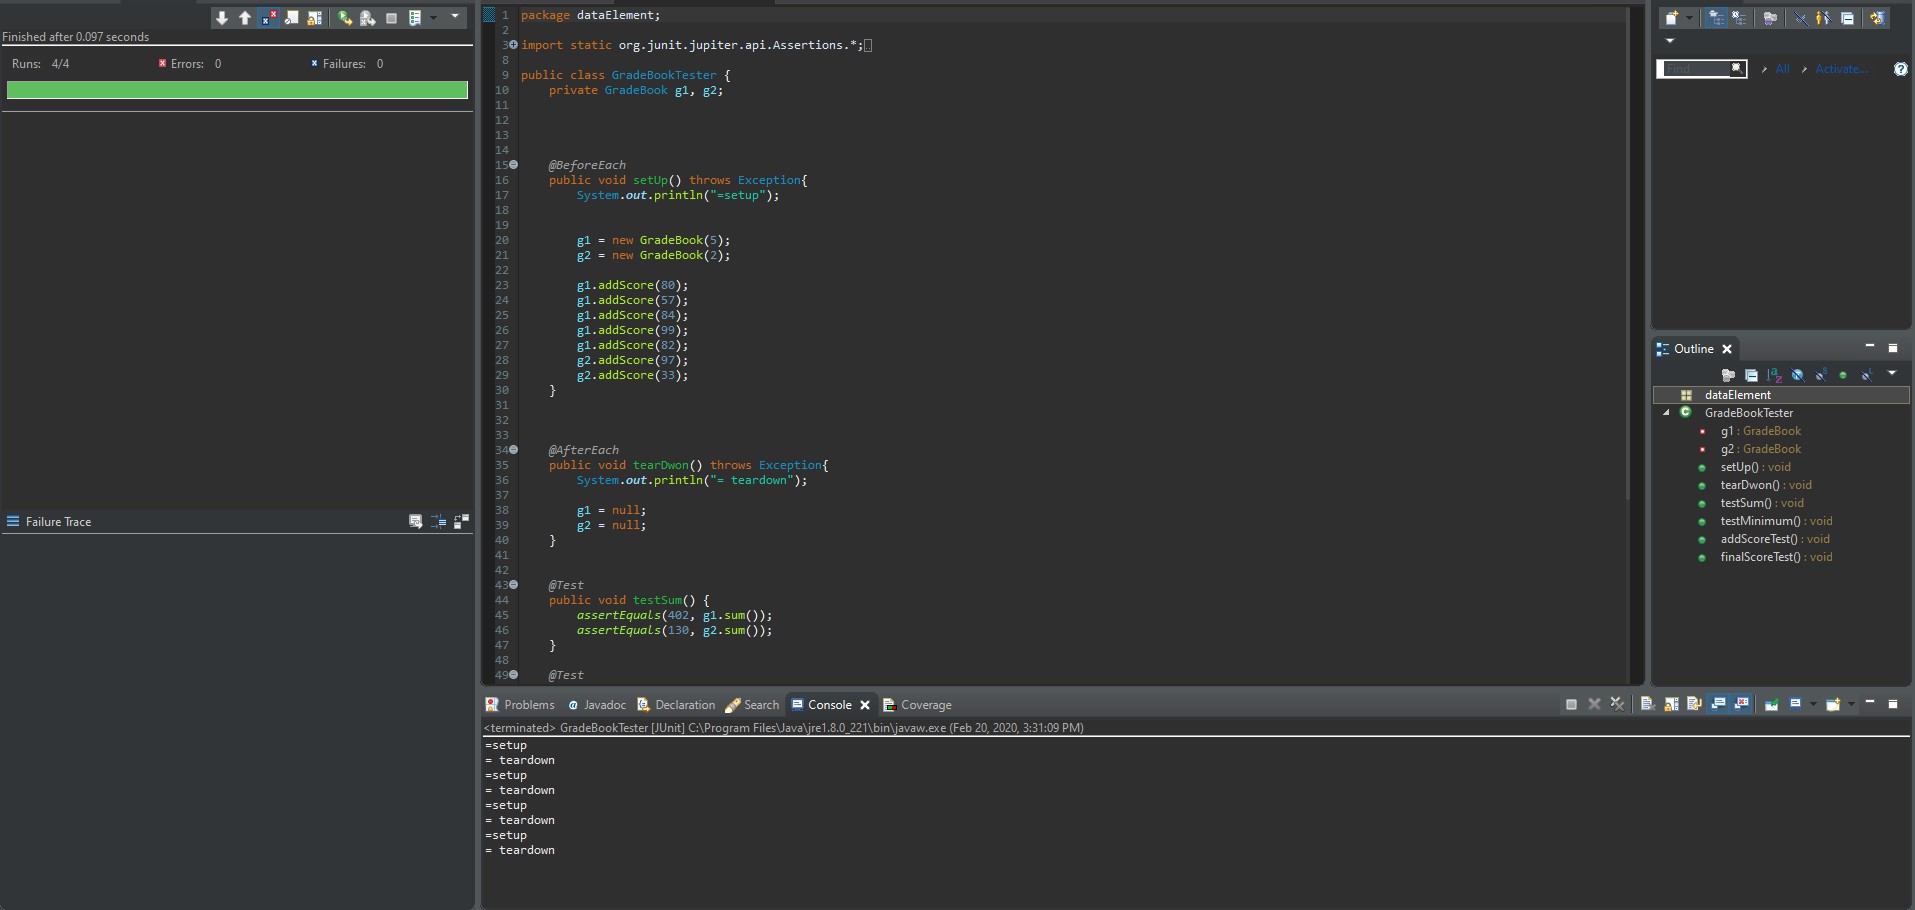 Finished after 0.097 seconds
Runs: 4/4 Errors: 0 Failures: 0
Failure Trace
1 package dataElement;
2
3 import static org.junit.jupiter.api.Assertions.*;
8
9 public class GradeBookTester {
10 private GradeBook g1, g2;
11
12
13
14
15 @BeforeEach
16 public void setUp() throws Exception{
17 System.out.println("=setup");
18
19
20 g1 = new GradeBook(5);
21 g2 = new GradeBook(2);
22
23 g1.addScore(80);
24 g1.addScore(57);
25 g1.addScore(84);
26 g1.addScore(99);
27 g1.addScore(82);
28 g2.addScore(97);
29 g2.addScore(33);
30 }
31
32
33
34 @AfterEach
35 public void tearDwon() throws Exception{
36 System.out.println("= teardown");
37
38 g1 = null;
39 g2 = null;
40 }
41
42
43 @Test
44 public void testSum() {
45 assertEquals(402, g1.sum());
46 assertEquals(130, g2.sum());
47 }
48
49 @Test
Find All Activate...
Outline
dataElement
GradeBookTester
g1 : GradeBook
g2 : GradeBook
setUp() : void
tearDwon() : void
testSum() : void
testMinimum() : void
addScoreTest() : void
finalScoreTest() : void
Problems Javadoc Declaration Search Console Coverage
<terminated> GradeBookTester [JUnit] C:\Program Files\Java\jre1.8.0_221\bin\javaw.exe (Feb 20, 2020, 3:31:09 PM)
=setup
= teardown
=setup
= teardown
=setup
= teardown
=setup
= teardown